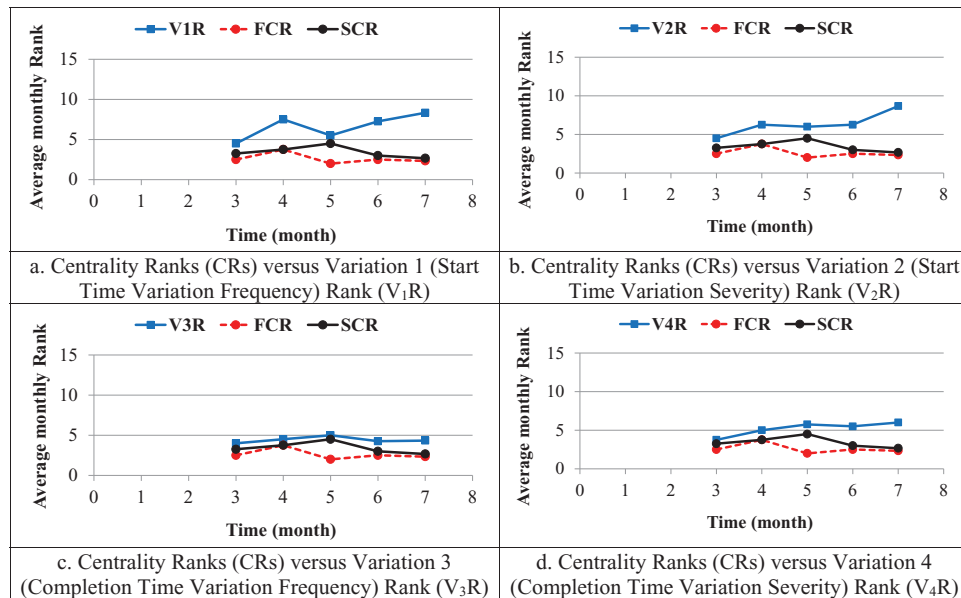 V1R FCR SCR
Average monthly Rank
15
10
5
0
0 1 2 3 4 5 6 7 8
Time (month)
a. Centrality Ranks (CRs) versus Variation 1 (Start
Time Variation Frequency) Rank (V₁R)
V2R FCR SCR
Average monthly Rank
15
10
5
0
0 1 2 3 4 5 6 7 8
Time (month)
b. Centrality Ranks (CRs) versus Variation 2 (Start
Time Variation Severity) Rank (V₂R)
V3R FCR SCR
Average monthly Rank
15
10
5
0
0 1 2 3 4 5 6 7 8
Time (month)
c. Centrality Ranks (CRs) versus Variation 3
(Completion Time Variation Frequency) Rank (V₃R)
V4R FCR SCR
Average monthly Rank
15
10
5
0
0 1 2 3 4 5 6 7 8
Time (month)
d. Centrality Ranks (CRs) versus Variation 4
(Completion Time Variation Severity) Rank (V₄R)